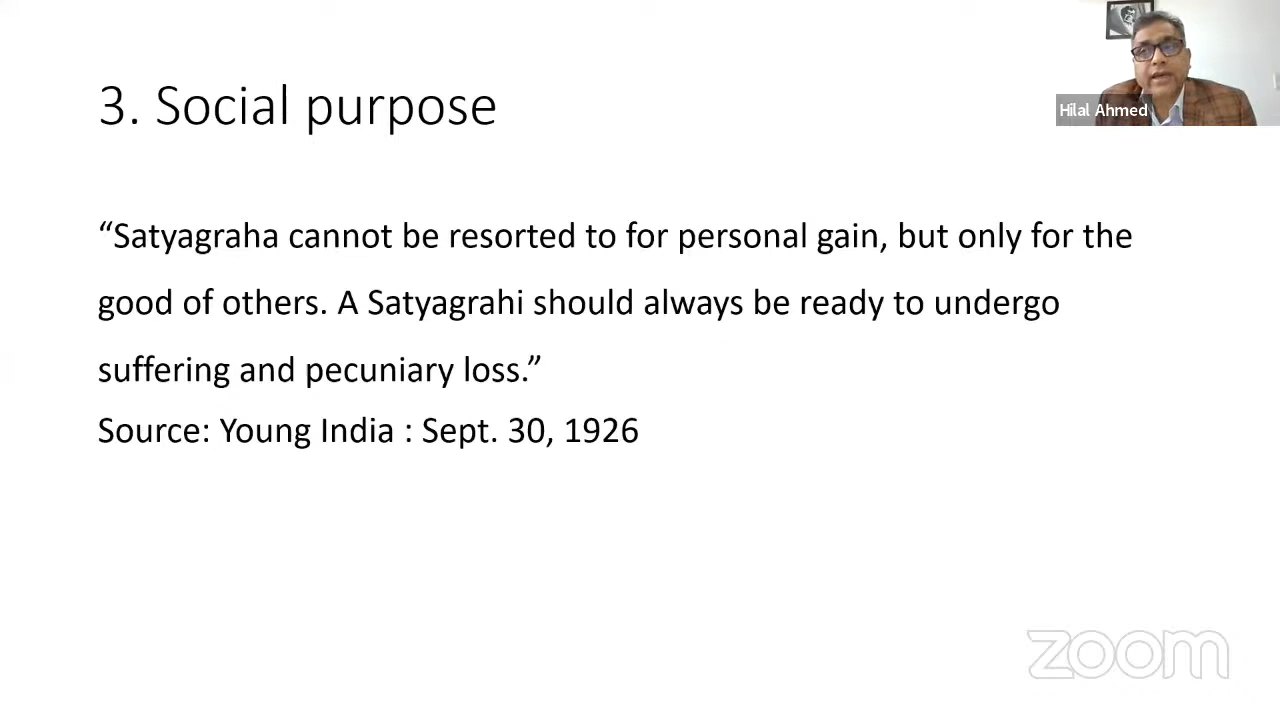 3. Social purpose
Hilal Ahmed
“Satyagraha cannot be resorted to for personal gain, but only for the
good of others. A Satyagrahi should always be ready to undergo
suffering and pecuniary loss.”
Source: Young India : Sept. 30, 1926
zoom